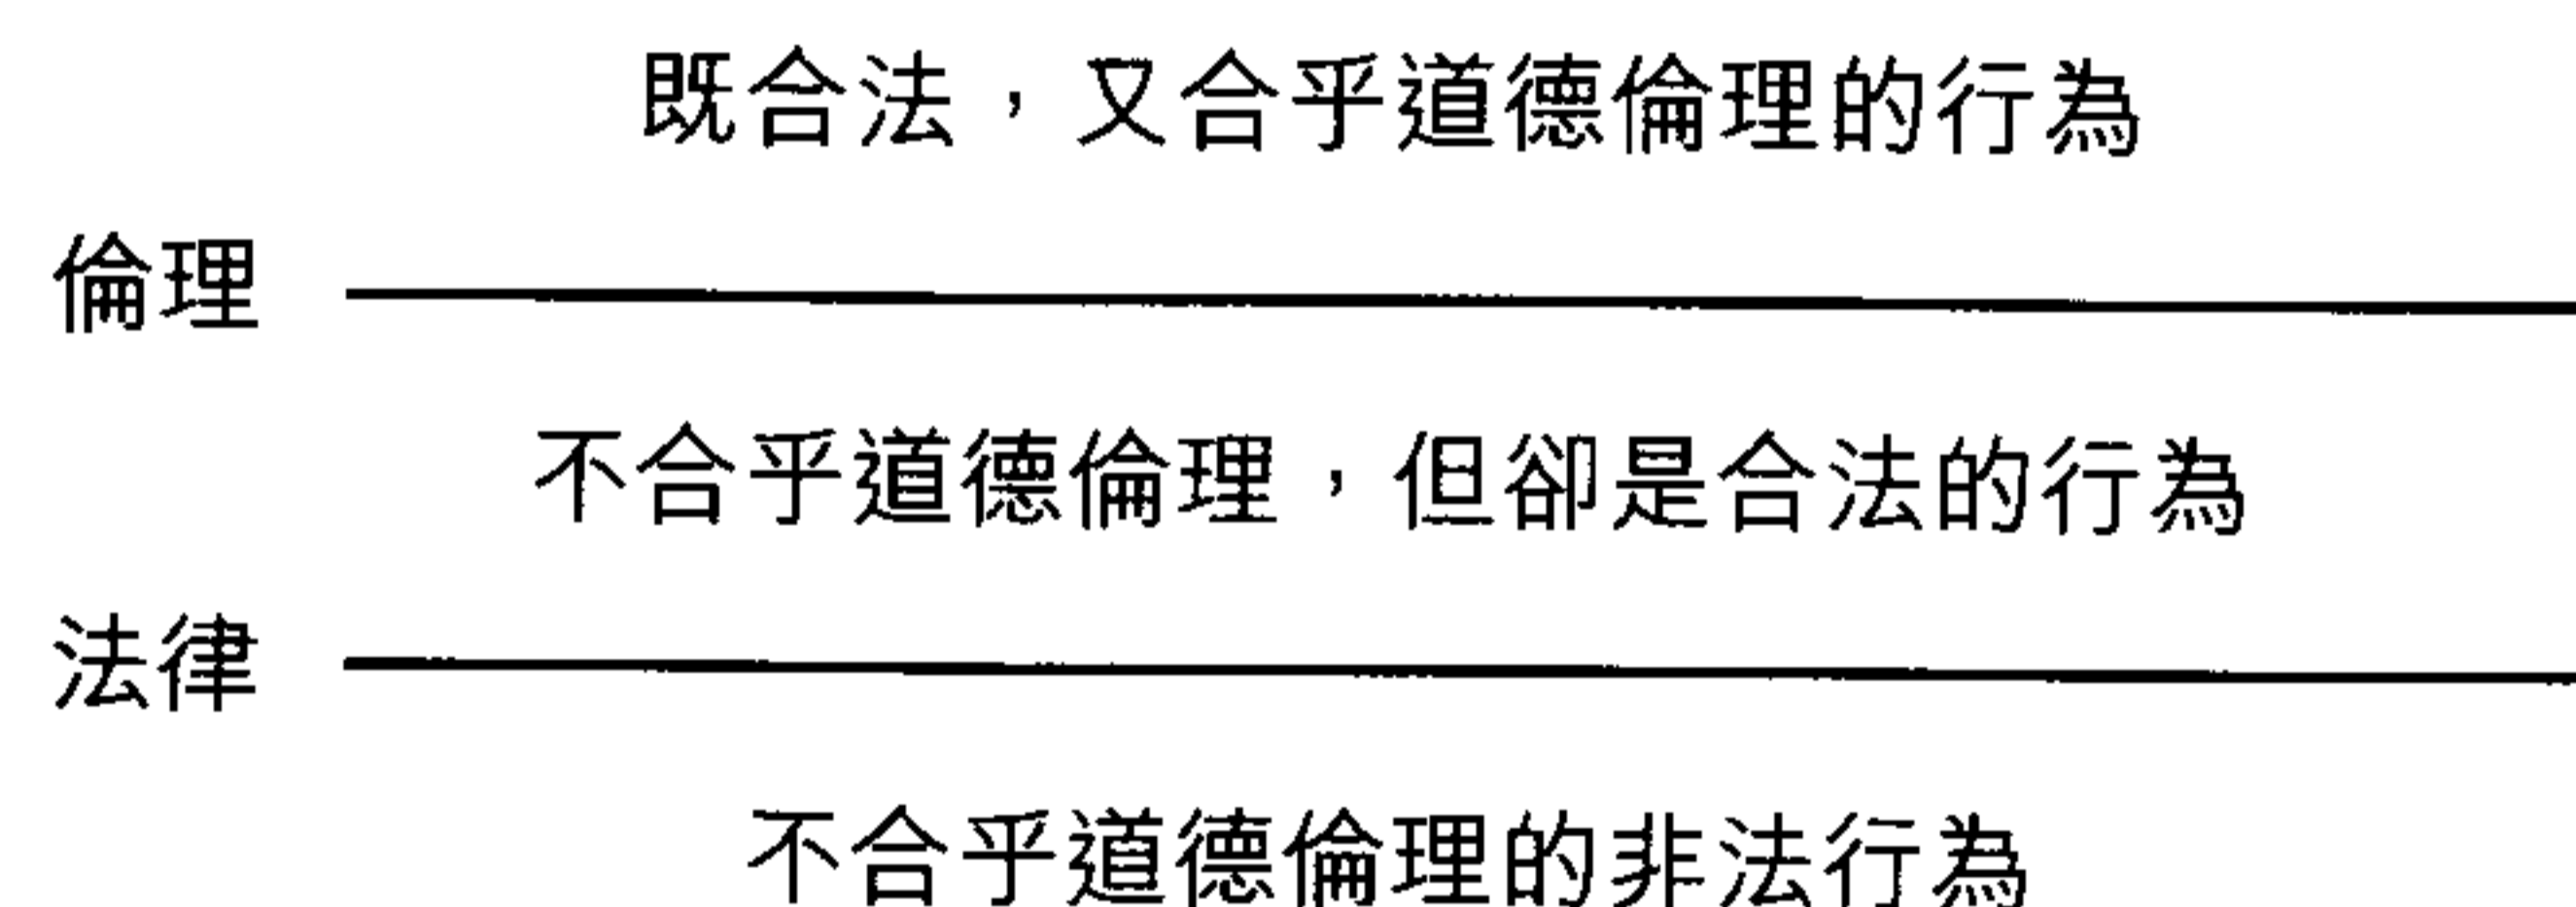 既合法，又合乎道德倫理的行為
倫理
不合乎道德倫理，但卻是合法的行為
法律
不合乎道德倫理的非法行為